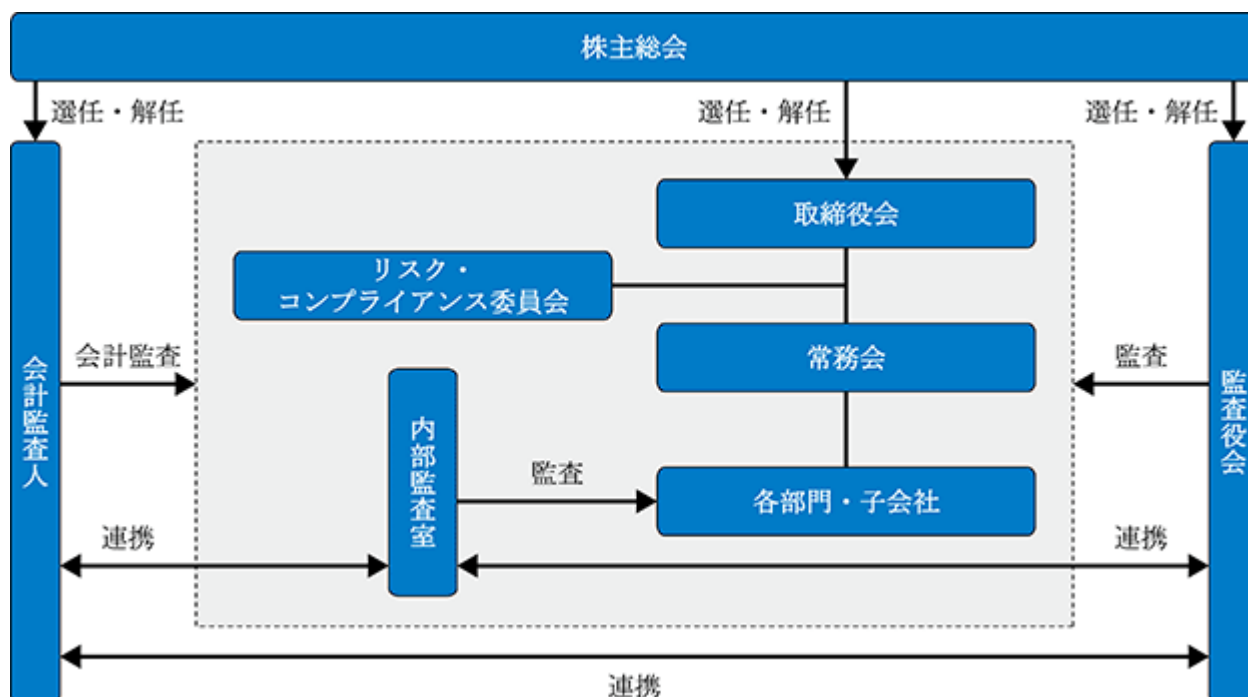 株主総会
選任・解任
選任・解任
選任・解任
取締役会
リスク・
コンプライアンス委員会
会計監査
常務会
監査
会計監査人
内部監査室
監査
各部門・子会社
監査役会
連携
連携
連携